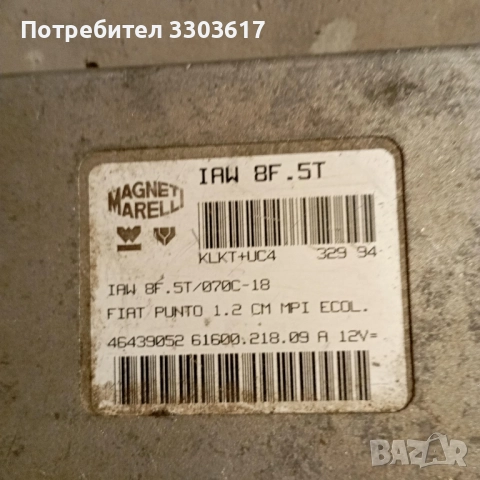 Потребител 3303617
IAW 8F.5T
MAGNETI
MARELLI
KLKT+UC4 329 94
IAW 8F.5T/070C-18
FIAT PUNTO 1.2 CM MPI ECOL.
46439052 61600.218.09 A 12V=
BAZAR